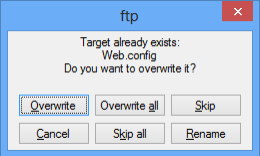 ftp
Target already exists:
Web.config
Do you want to overwrite it?
Overwrite Overwrite all Skip
Cancel Skip all Rename